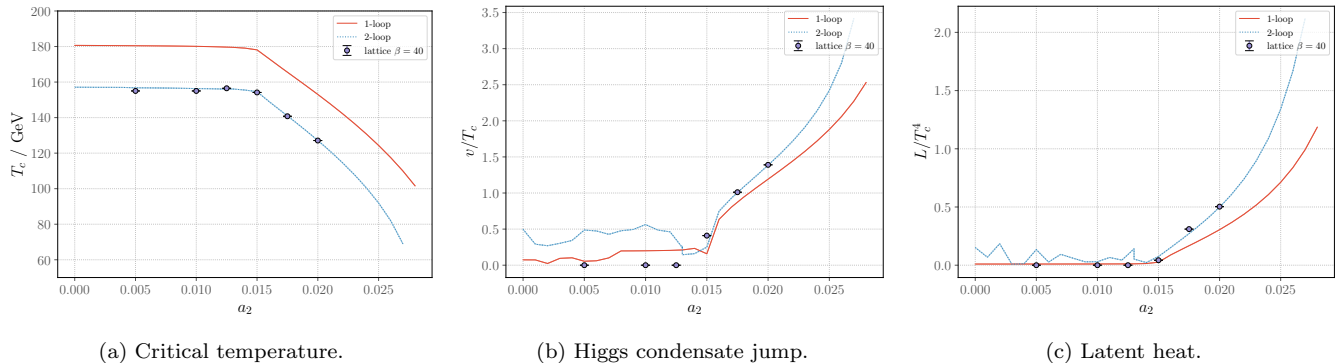 200
180
160
140
120
100
80
60
T_c / GeV
0.000 0.005 0.010 0.015 0.020 0.025
a_2
1-loop
2-loop
lattice β = 40
(a) Critical temperature.
3.5
3.0
2.5
2.0
1.5
1.0
0.5
0.0
v/T_c
0.000 0.005 0.010 0.015 0.020 0.025
a_2
1-loop
2-loop
lattice β = 40
(b) Higgs condensate jump.
2.0
1.5
1.0
0.5
0.0
L/T_c^4
0.000 0.005 0.010 0.015 0.020 0.025
a_2
1-loop
2-loop
lattice β = 40
(c) Latent heat.